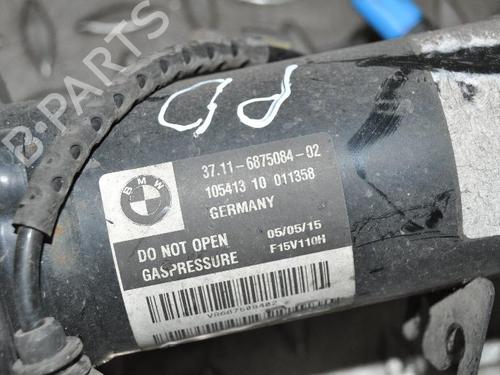 B-PARTS
PD
37.11-6875084-02
105413 10 011358
GERMANY
BMW
DO NOT OPEN
GASPRESSURE
05/05/15
F15V110H
VR687508402